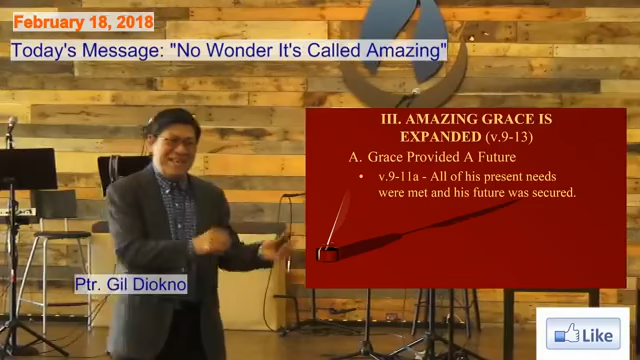 February 18, 2018
Today's Message: "No Wonder It's Called Amazing"
III. AMAZING GRACE IS
EXPANDED (v.9-13)
A. Grace Provided A Future
• v.9-11a - All of his present needs
were met and his future was secured.
Ptr. Gil Diokno
Like